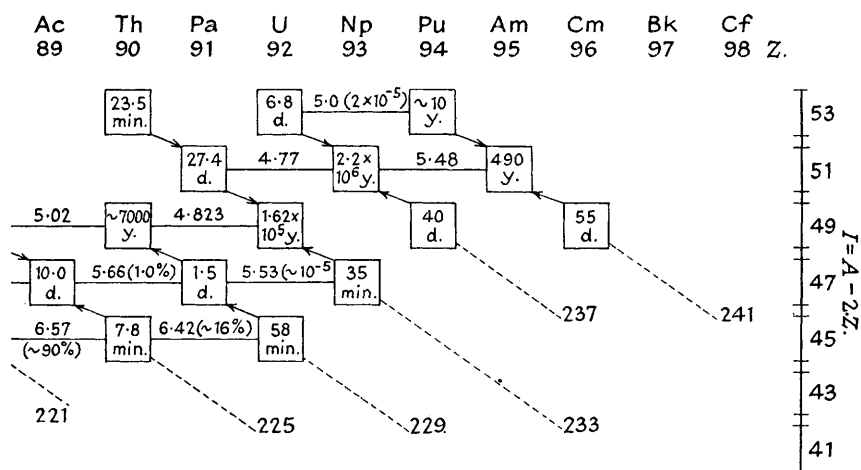 Ac Th Pa U Np Pu Am Cm Bk Cf
89 90 91 92 93 94 95 96 97 98 Z.
23·5 min. 6·8 d. 5·0 (2×10⁻⁵) ~10 y. 53
27·4 d. 4·77 2·2× 10⁶y. 5·48 490 y. 51
5·02 ~7000 y. 4·823 1·62× 10⁵y. 40 d. 55 d. 49
10·0 d. 5·66(1·0%) 1·5 d. 5·53(~10⁻⁵ 35 min. 47
237 241
I = A − 2Z.
6·57 (~90%) 7·8 min. 6·42(~16%) 58 min. 45
43
221 225 229 233
41